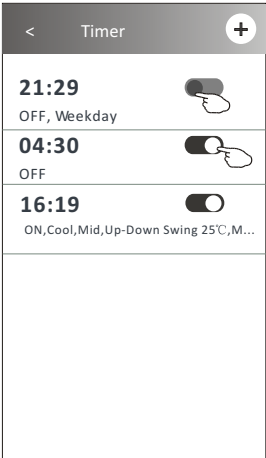 < Timer +
21:29
OFF, Weekday
04:30
OFF
16:19
ON,Cool,Mid,Up-Down Swing 25℃,M...